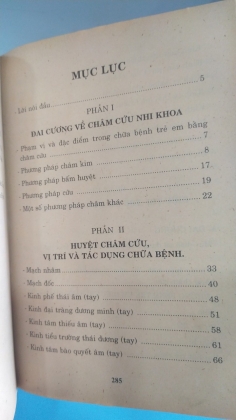 MỤC LỤC
- Lời nói đầu 5
PHẦN I
ĐẠI CƯƠNG VỀ CHÂM CỨU NHI KHOA
- Phạm vi và đặc điểm trong chữa bệnh trẻ em bằng
châm cứu 7
- Phương pháp châm kim 8
- Phương pháp bấm huyệt 17
- Phương pháp cứu 19
- Một số phương pháp châm khác 22
PHẦN II
HUYỆT CHÂM CỨU,
VỊ TRÍ VÀ TÁC DỤNG CHỮA BỆNH.
- Mạch nhâm 33
- Mạch đốc 40
- Kinh phế thái âm (tay) 48
- Kinh đại tràng dương minh (tay) 51
- Kinh tâm thiếu âm (tay) 58
- Kinh tiểu trường thái dương (tay) 61
- Kinh tâm bào quyết âm (tay) 66
285